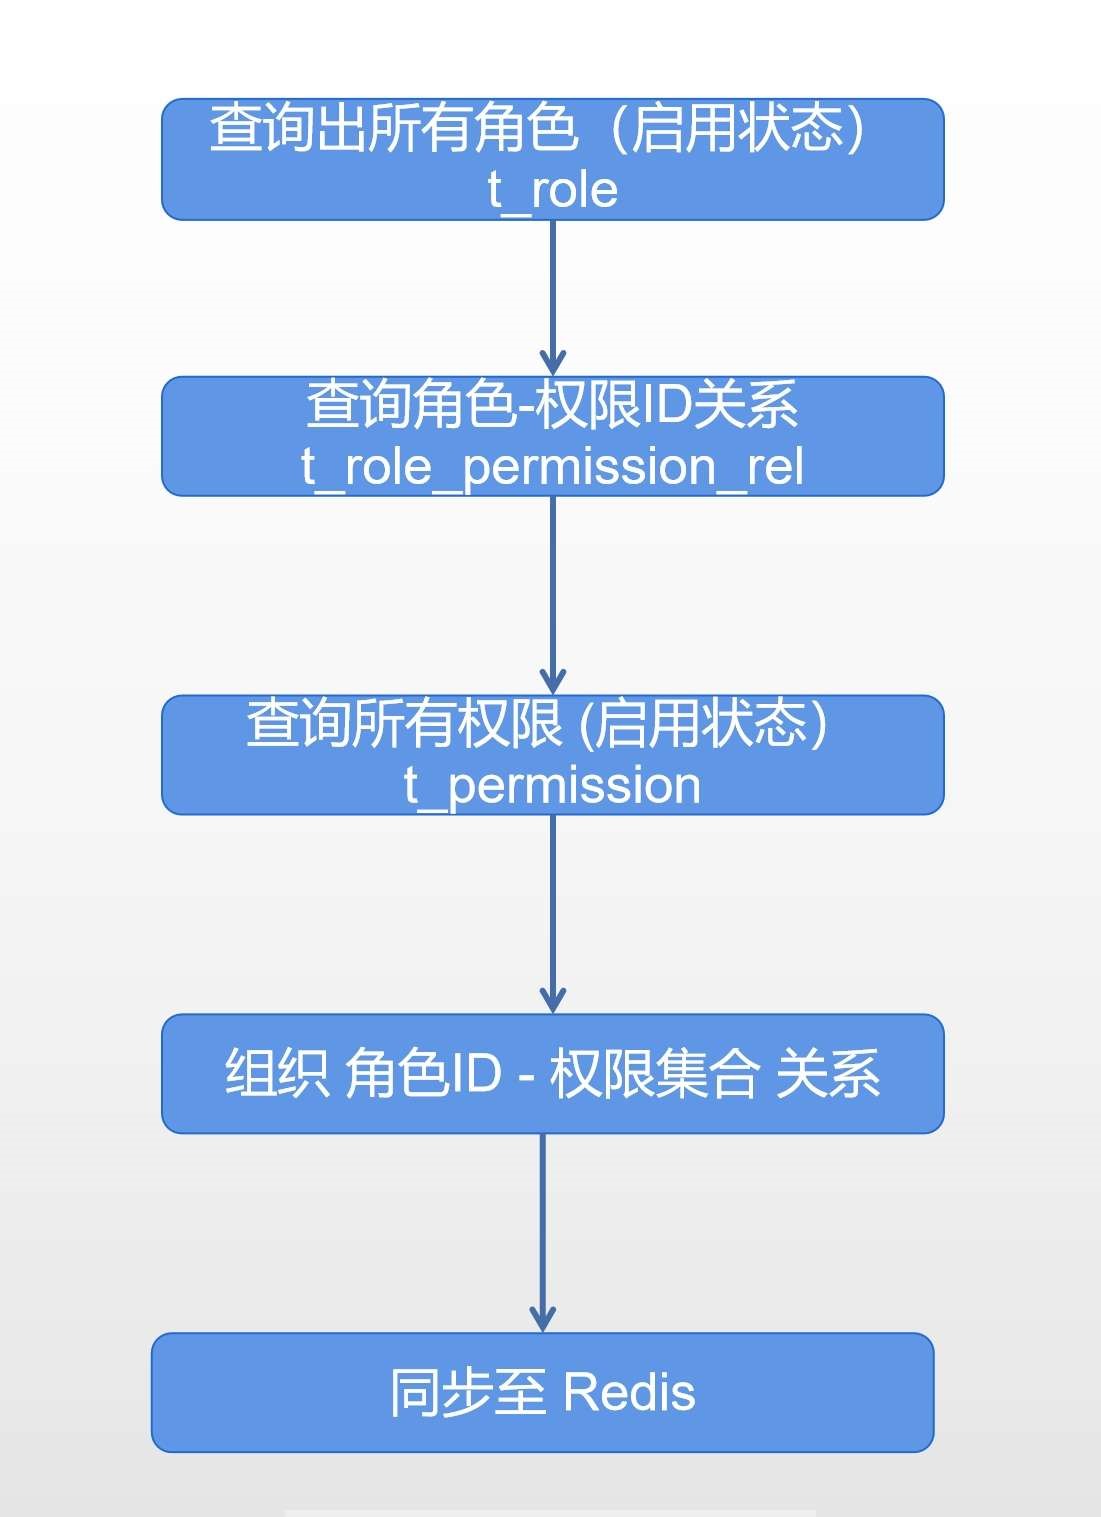 查询出所有角色（启用状态）
t_role
查询角色-权限ID关系
t_role_permission_rel
查询所有权限 (启用状态）
t_permission
组织 角色ID - 权限集合 关系
同步至 Redis